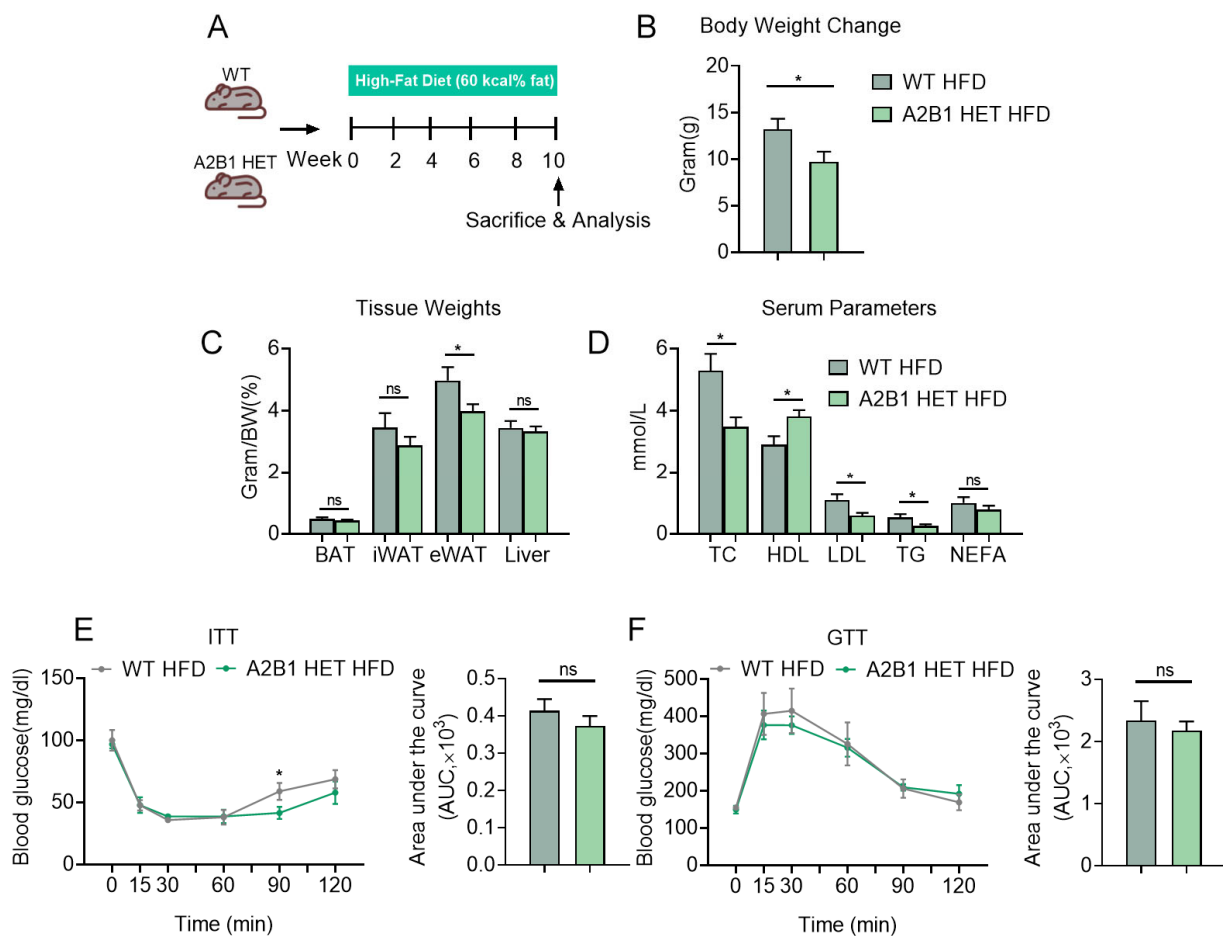 A
WT
A2B1 HET
High-Fat Diet (60 kcal% fat)
Week
0 2 4 6 8 10
Sacrifice & Analysis
B
Body Weight Change
Gram(g)
20
15
10
5
0
*
WT HFD
A2B1 HET HFD
C
Tissue Weights
Gram/BW(%)
6
4
2
0
ns
ns
*
ns
BAT iWAT eWAT Liver
D
Serum Parameters
mmol/L
6
4
2
0
*
*
*
*
ns
WT HFD
A2B1 HET HFD
TC HDL LDL TG NEFA
E
ITT
WT HFD A2B1 HET HFD
Blood glucose(mg/dl)
150
100
50
0
*
0 15 30 60 90 120
Time (min)
Area under the curve
(AUC,×10³)
0.5
0.4
0.3
0.2
0.1
0.0
ns
F
GTT
WT HFD A2B1 HET HFD
Blood glucose(mg/dl)
500
400
300
200
100
0
0 15 30 60 90 120
Time (min)
Area under the curve
(AUC,×10³)
3
2
1
0
ns